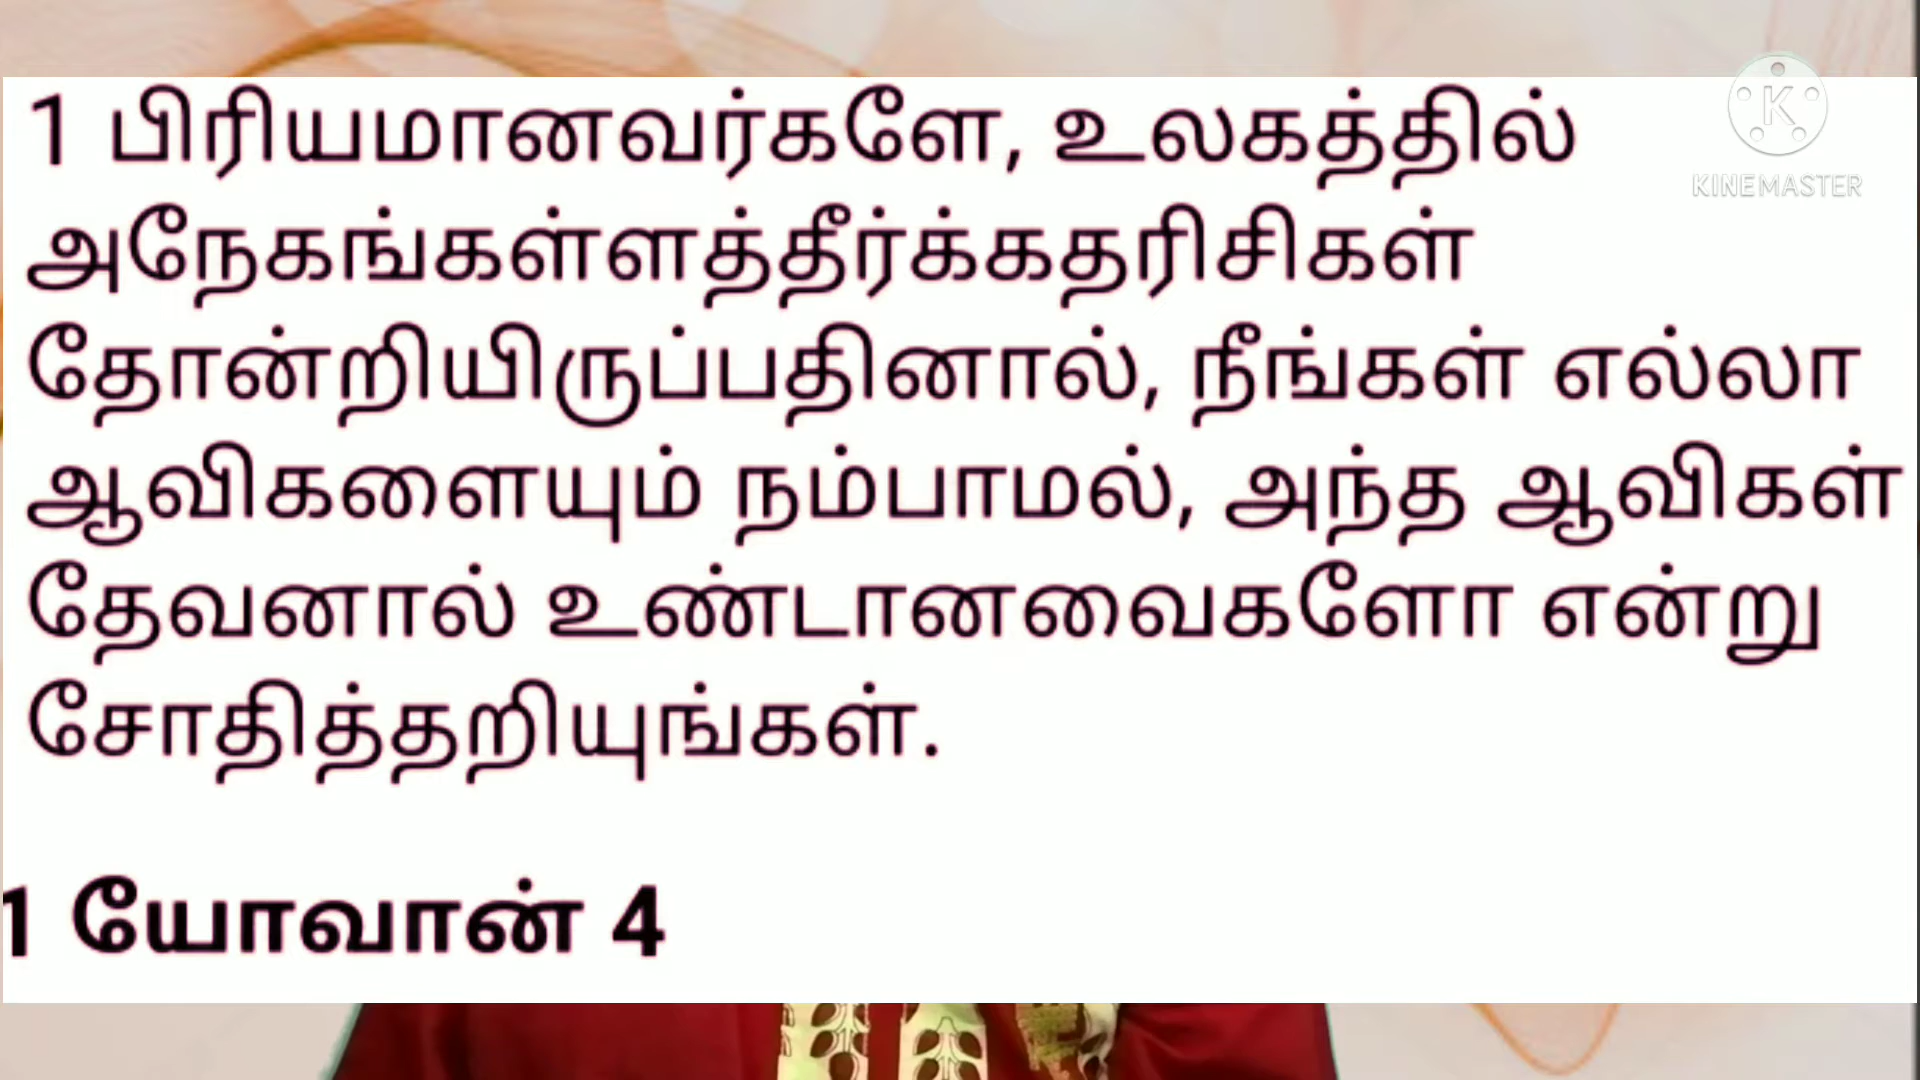 1 பிரியமானவர்களே, உலகத்தில்
KINEMASTER
அநேகங்கள்ளத்தீர்க்கதரிசிகள்
தோன்றியிருப்பதினால், நீங்கள் எல்லா
ஆவிகளையும் நம்பாமல், அந்த ஆவிகள்
தேவனால் உண்டானவைகளோ என்று
சோதித்தறியுங்கள்.
1 யோவான் 4